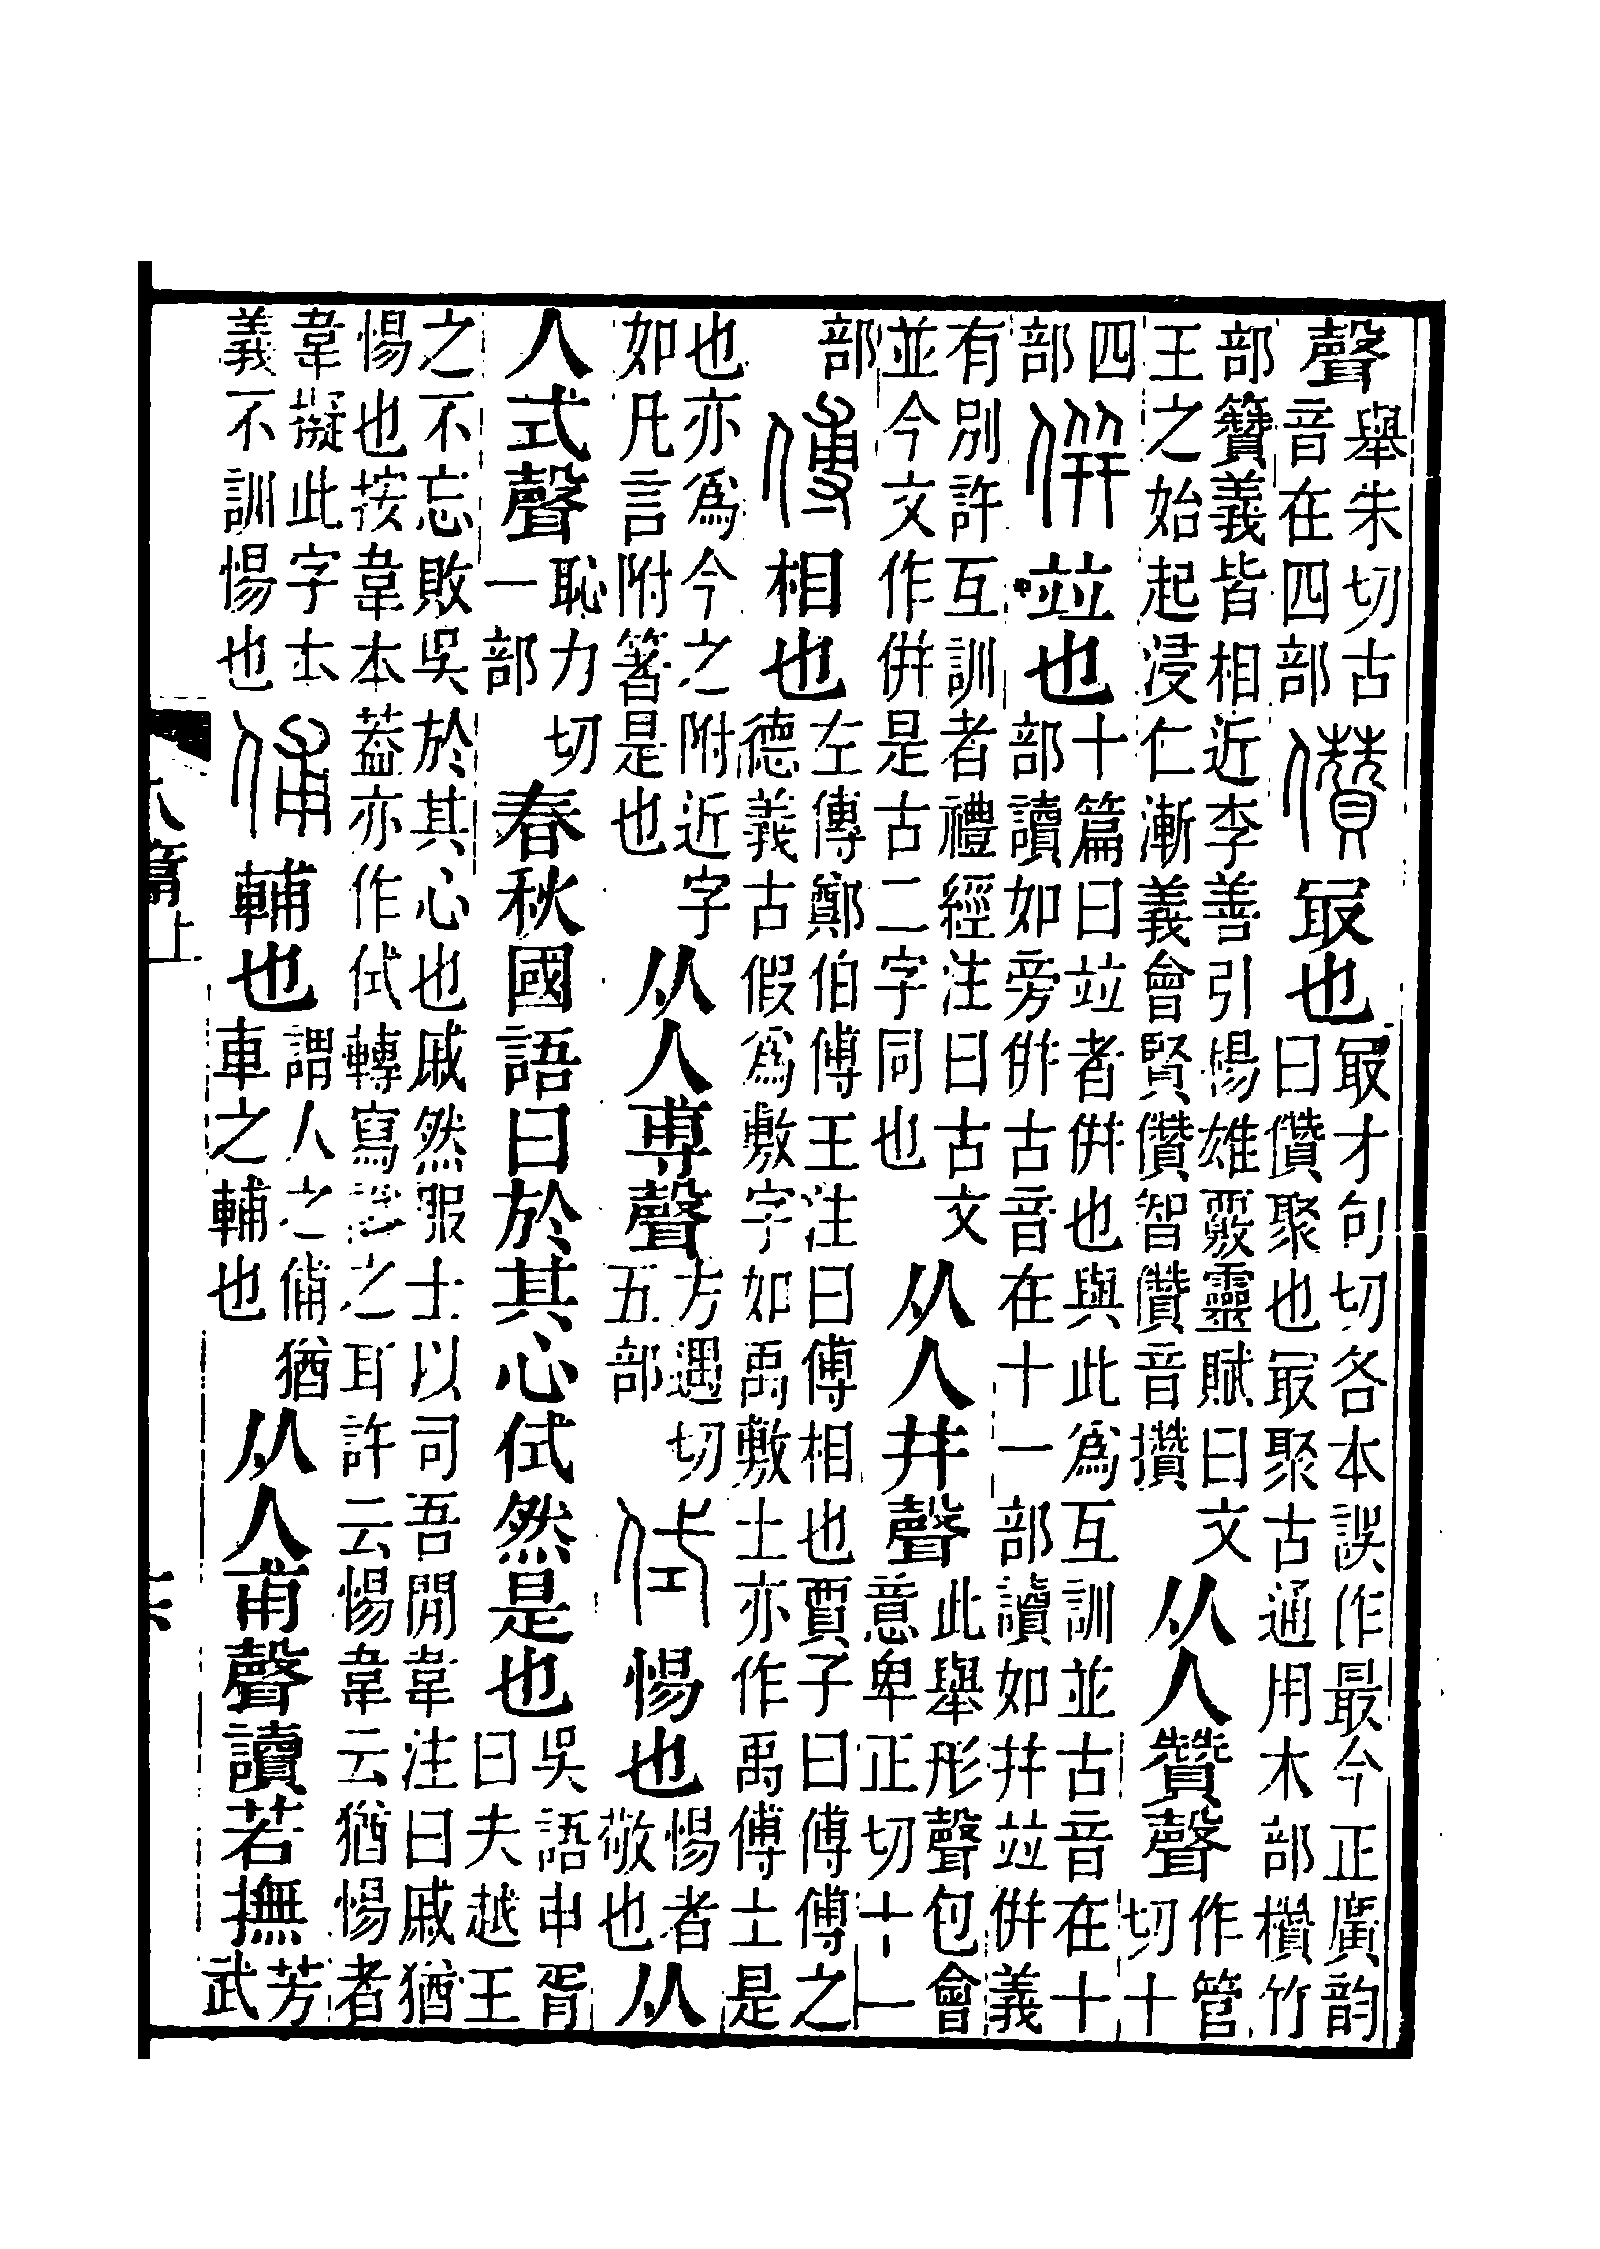 聲舉朱切古音在四部儹冣也冣才句切各本誤作最今正廣韵曰儹聚也冣聚古通用木部欑竹
部籫義皆相近李善引楊雄覈靈賦曰文王之始起浸仁漸義會賢儹智儹音攢从人贊聲作管切十
四部併竝也十篇曰竝者併也與此爲互訓並古音在十部讀如旁併古音在十一部讀如幷竝併義
有別許互訓者禮經注曰古文並今文作併是古二字同也从人幷聲此舉形聲包會意卑正切十一
部傅相也左傳鄭伯傅王注曰傅相也賈子曰傅傅之德義古假爲敷字如禹敷土亦作禹傅土是
也亦爲今之附近字如凡言附箸是也从人尃聲方遇切五部侙惕也惕者敬也从
人式聲恥力切一部春秋國語曰於其心侙然是也吳語申胥曰夫越王
之不忘敗吳於其心也戚然服士以司吾閒韋注曰戚猶惕也按韋本葢亦作侙轉寫之耳許云惕韋云猶惕者
韋擬此字本義不訓惕也俌輔也謂人之俌猶車之輔也从人甫聲讀若撫芳武
八篇上